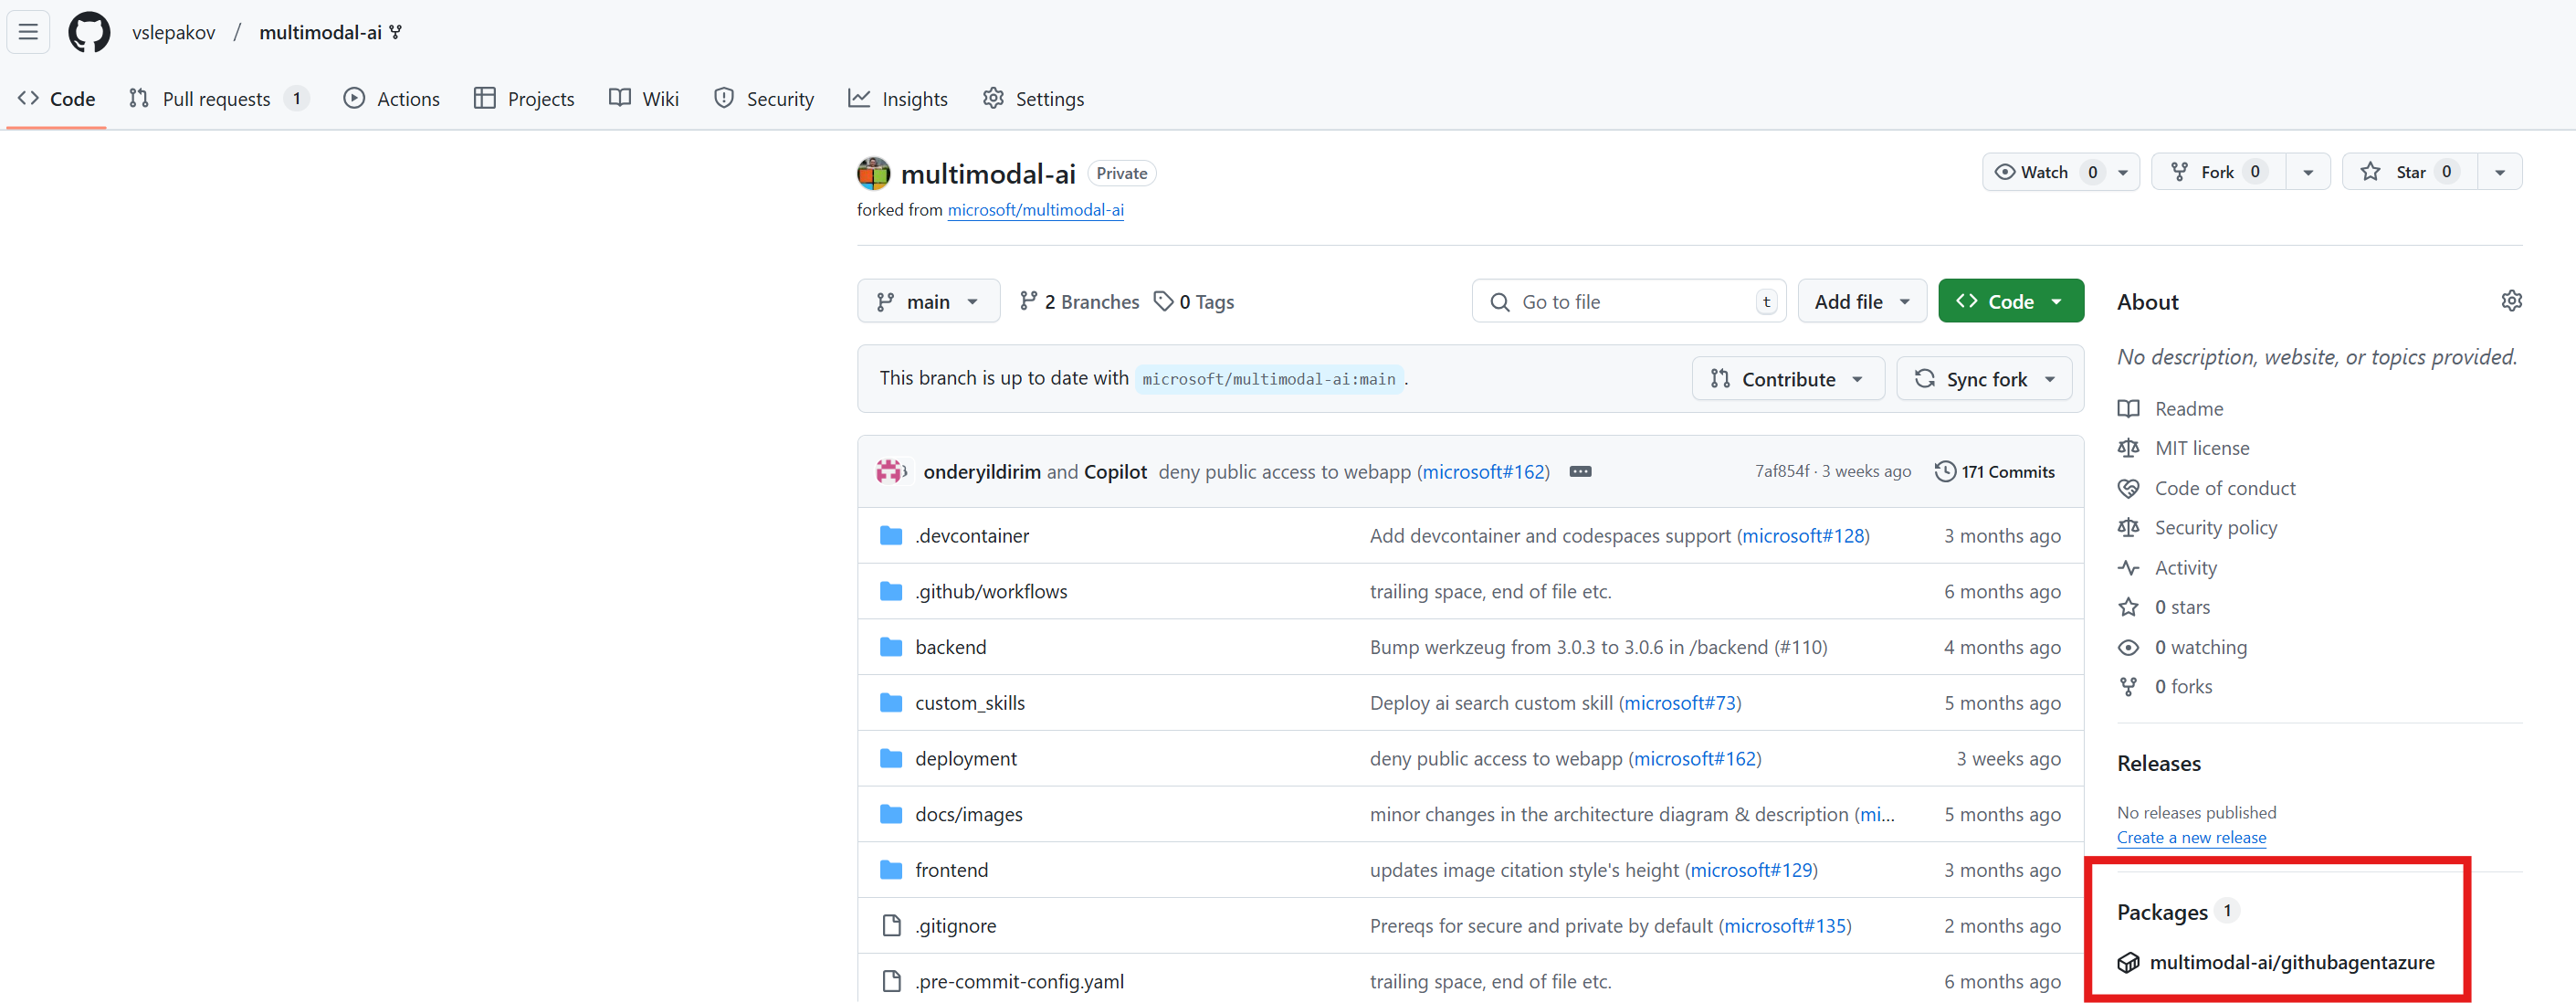 vslepakov / multimodal-ai
Code Pull requests 1 Actions Projects Wiki Security Insights Settings
multimodal-ai Private
Watch 0 Fork 0 Star 0
forked from microsoft/multimodal-ai
main 2 Branches 0 Tags Go to file t Add file Code
This branch is up to date with microsoft/multimodal-ai:main . Contribute Sync fork
onderyildirim and Copilot deny public access to webapp (microsoft#162) 7af854f · 3 weeks ago 171 Commits
.devcontainer Add devcontainer and codespaces support (microsoft#128) 3 months ago
.github/workflows trailing space, end of file etc. 6 months ago
backend Bump werkzeug from 3.0.3 to 3.0.6 in /backend (#110) 4 months ago
custom_skills Deploy ai search custom skill (microsoft#73) 5 months ago
deployment deny public access to webapp (microsoft#162) 3 weeks ago
docs/images minor changes in the architecture diagram & description (mi... 5 months ago
frontend updates image citation style's height (microsoft#129) 3 months ago
.gitignore Prereqs for secure and private by default (microsoft#135) 2 months ago
.pre-commit-config.yaml trailing space, end of file etc. 6 months ago
About
No description, website, or topics provided.
Readme
MIT license
Code of conduct
Security policy
Activity
0 stars
0 watching
0 forks
Releases
No releases published
Create a new release
Packages 1
multimodal-ai/githubagentazure